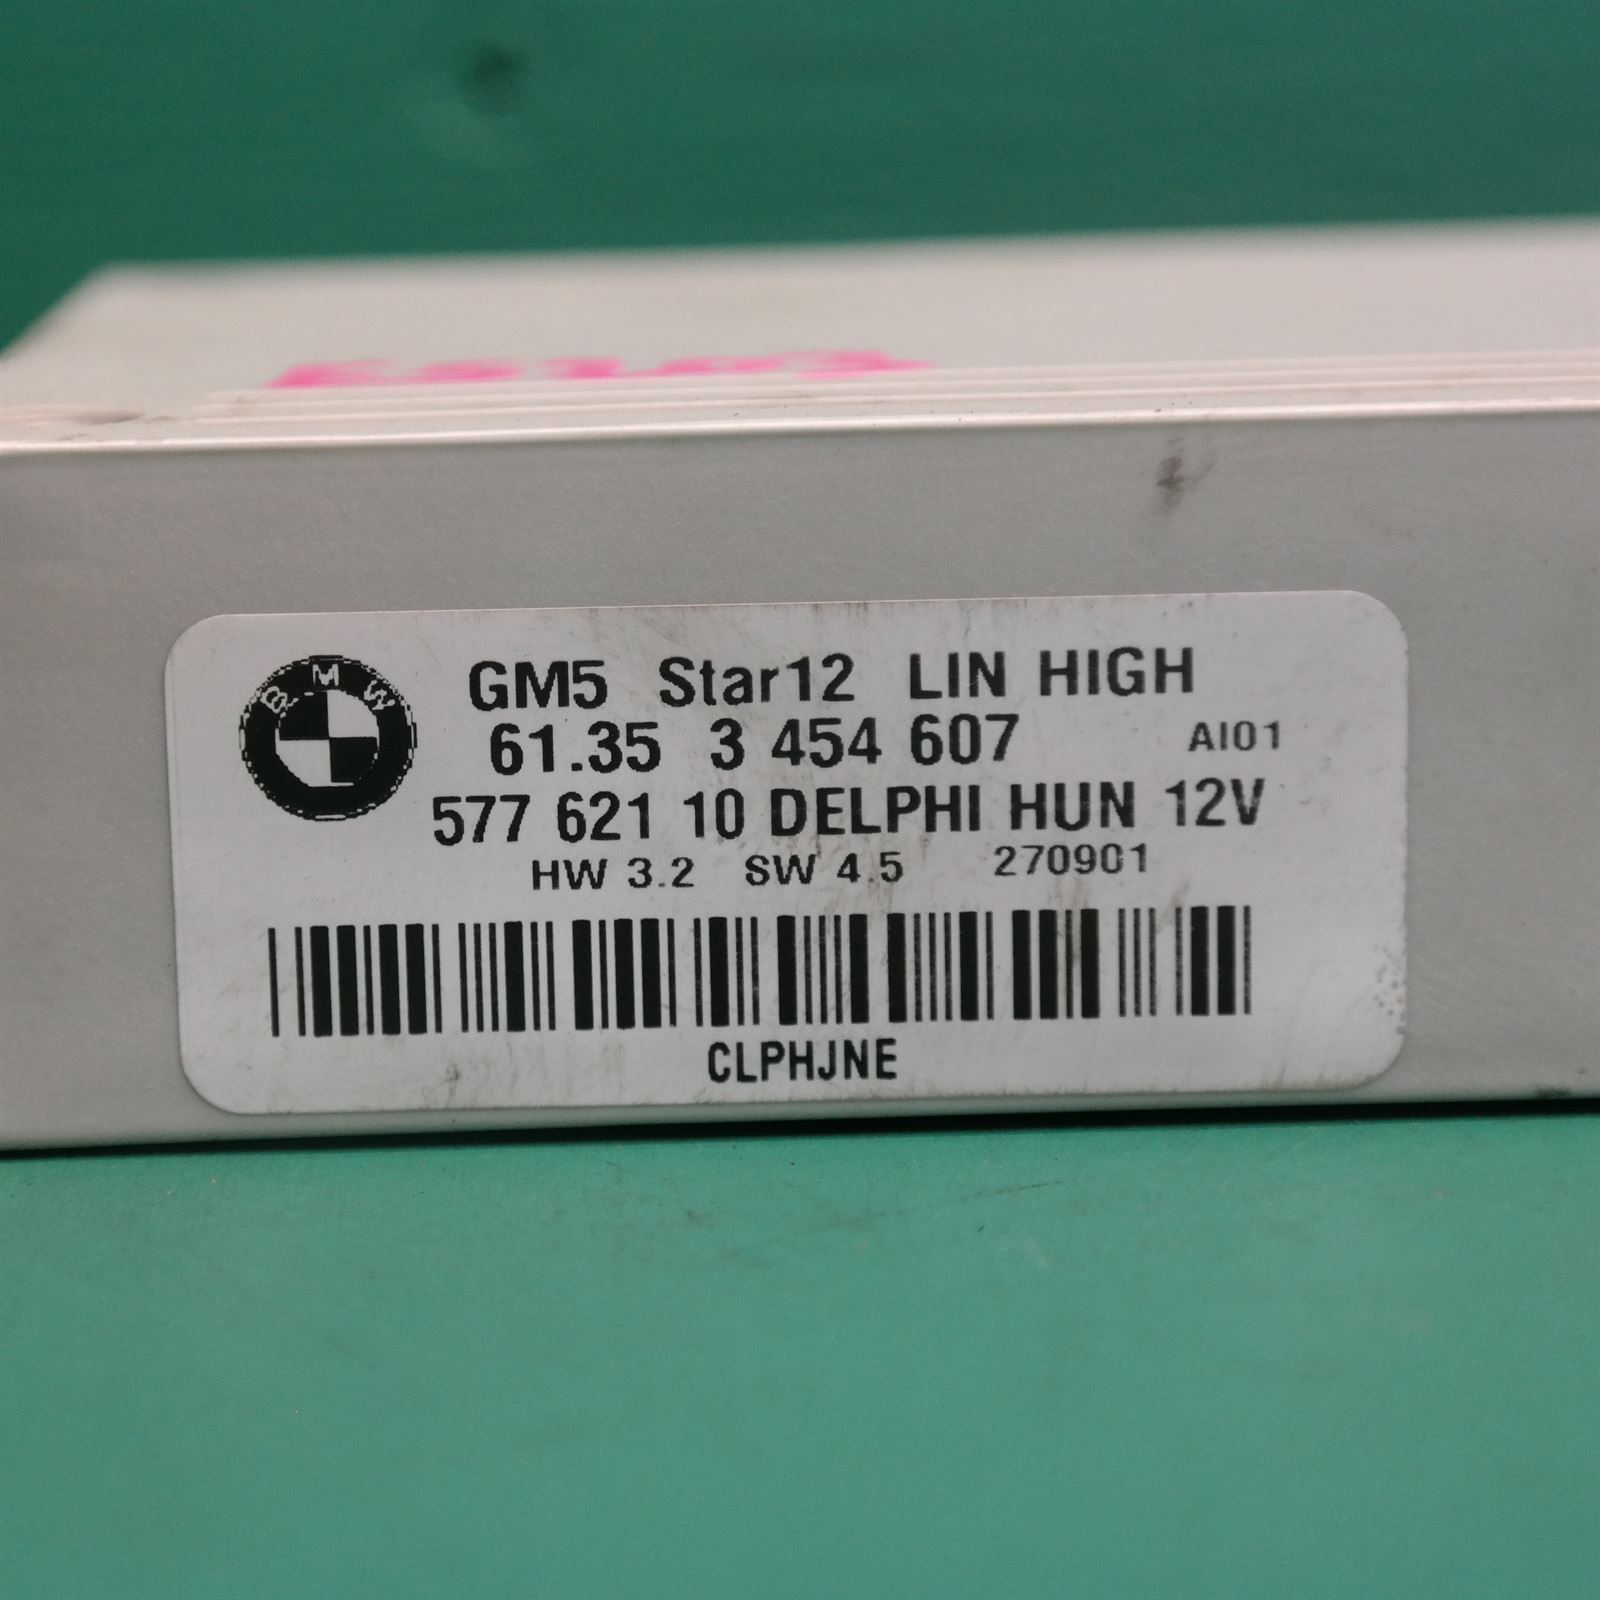 BMW
GM5 Star12 LIN HIGH
61.35 3 454 607 AI01
577 621 10 DELPHI HUN 12V
HW 3.2 SW 4.5 270901
CLPHJNE